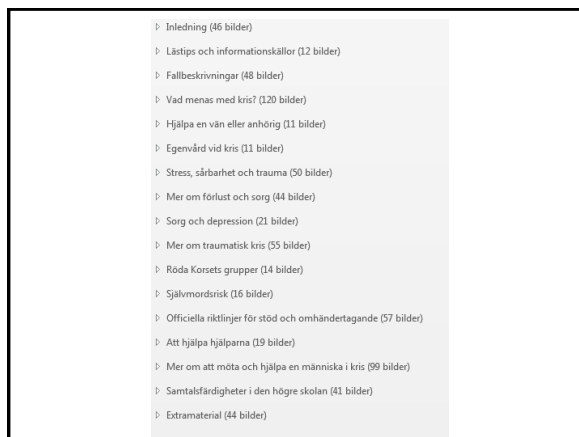 Inledning (46 bilder)
Lästips och informationskällor (12 bilder)
Fallbeskrivningar (48 bilder)
Vad menas med kris? (120 bilder)
Hjälpa en vän eller anhörig (11 bilder)
Egenvård vid kris (11 bilder)
Stress, sårbarhet och trauma (50 bilder)
Mer om förlust och sorg (44 bilder)
Sorg och depression (21 bilder)
Mer om traumatisk kris (55 bilder)
Röda Korsets grupper (14 bilder)
Självmordsrisk (16 bilder)
Officiella riktlinjer för stöd och omhändertagande (57 bilder)
Att hjälpa hjälparna (19 bilder)
Mer om att möta och hjälpa en människa i kris (99 bilder)
Samtalsfärdigheter i den högre skolan (41 bilder)
Extramaterial (44 bilder)